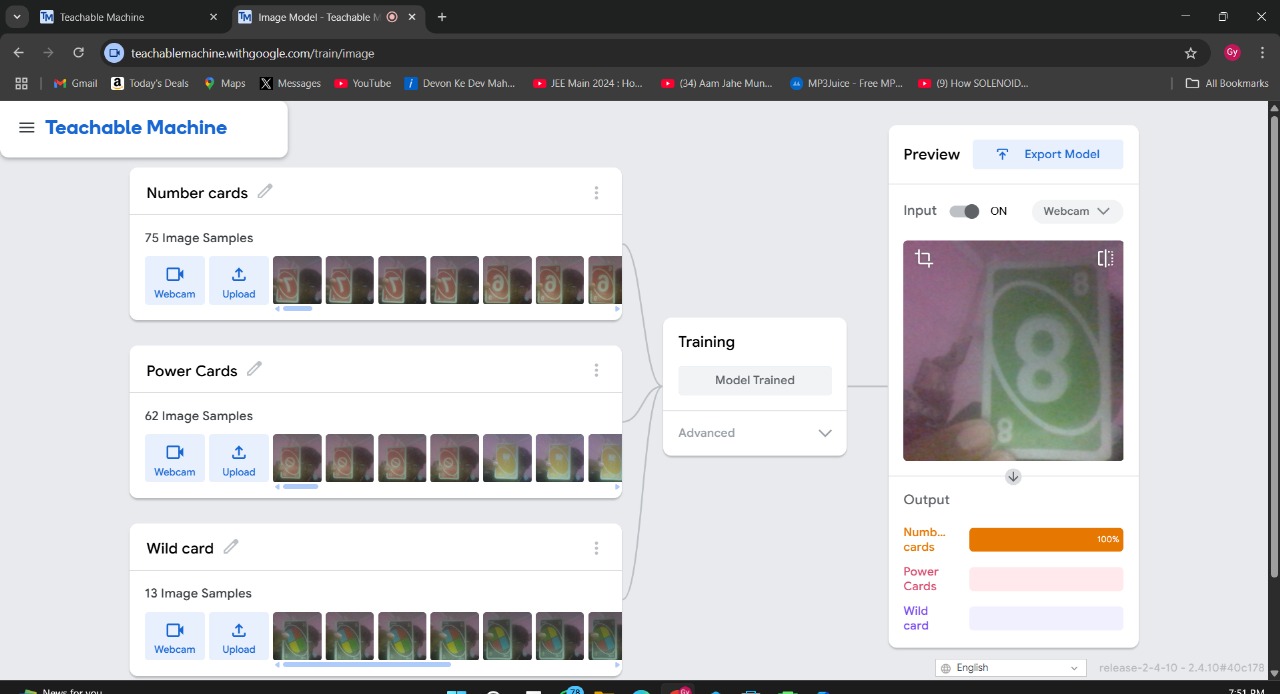 Teachable Machine
Image Model - Teachable M
teachablemachine.withgoogle.com/train/image
Gy
Gmail
Today's Deals
Maps
Messages
YouTube
Devon Ke Dev Mah...
JEE Main 2024 : Ho...
(34) Aam Jahe Mun...
MP3Juice - Free MP...
(9) How SOLENOID...
All Bookmarks
Teachable Machine
Number cards
75 Image Samples
Webcam
Upload
Power Cards
62 Image Samples
Webcam
Upload
Wild card
13 Image Samples
Webcam
Upload
Training
Model Trained
Advanced
Preview
Export Model
Input
ON
Webcam
8
8
8
Output
Numb...
cards
100%
Power
Cards
Wild
card
English
release-2-4-10 - 2.4.10#40c178
News for you
78
Gy
7:51 PM